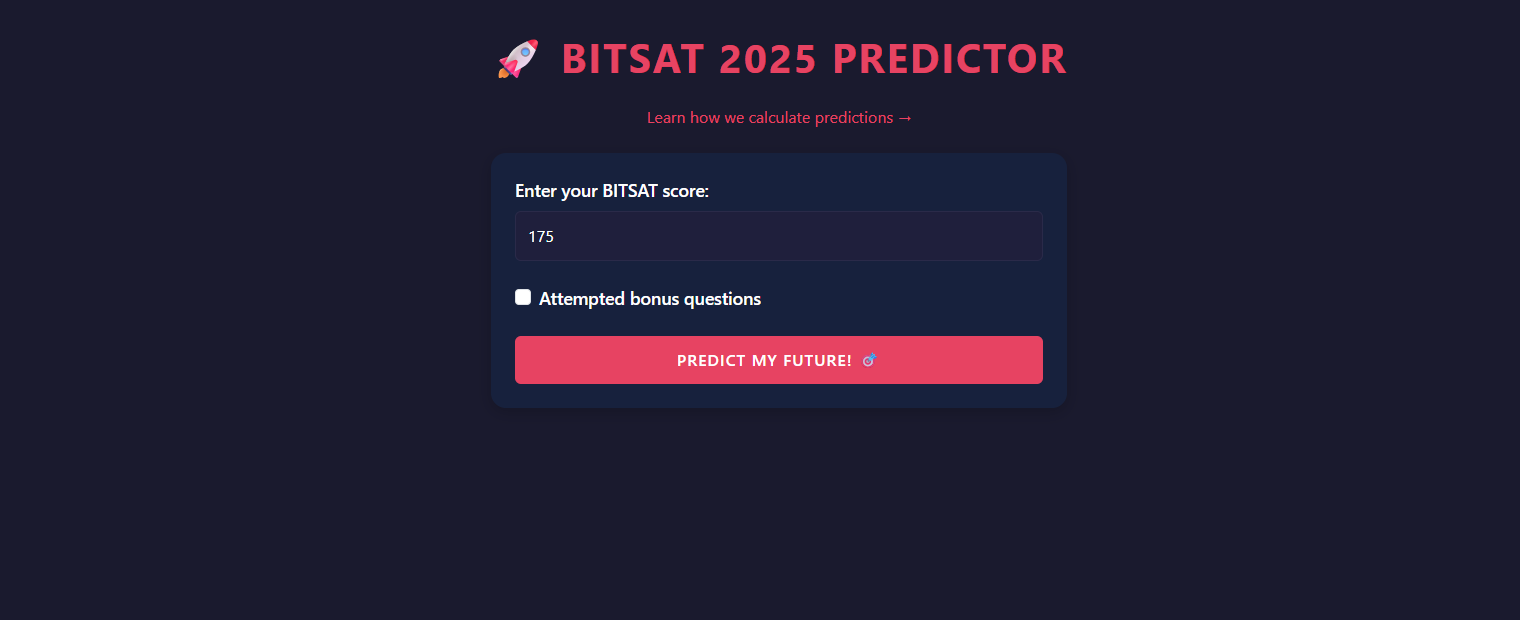 🚀 BITSAT 2025 PREDICTOR
Learn how we calculate predictions →
Enter your BITSAT score:
175
Attempted bonus questions
PREDICT MY FUTURE!